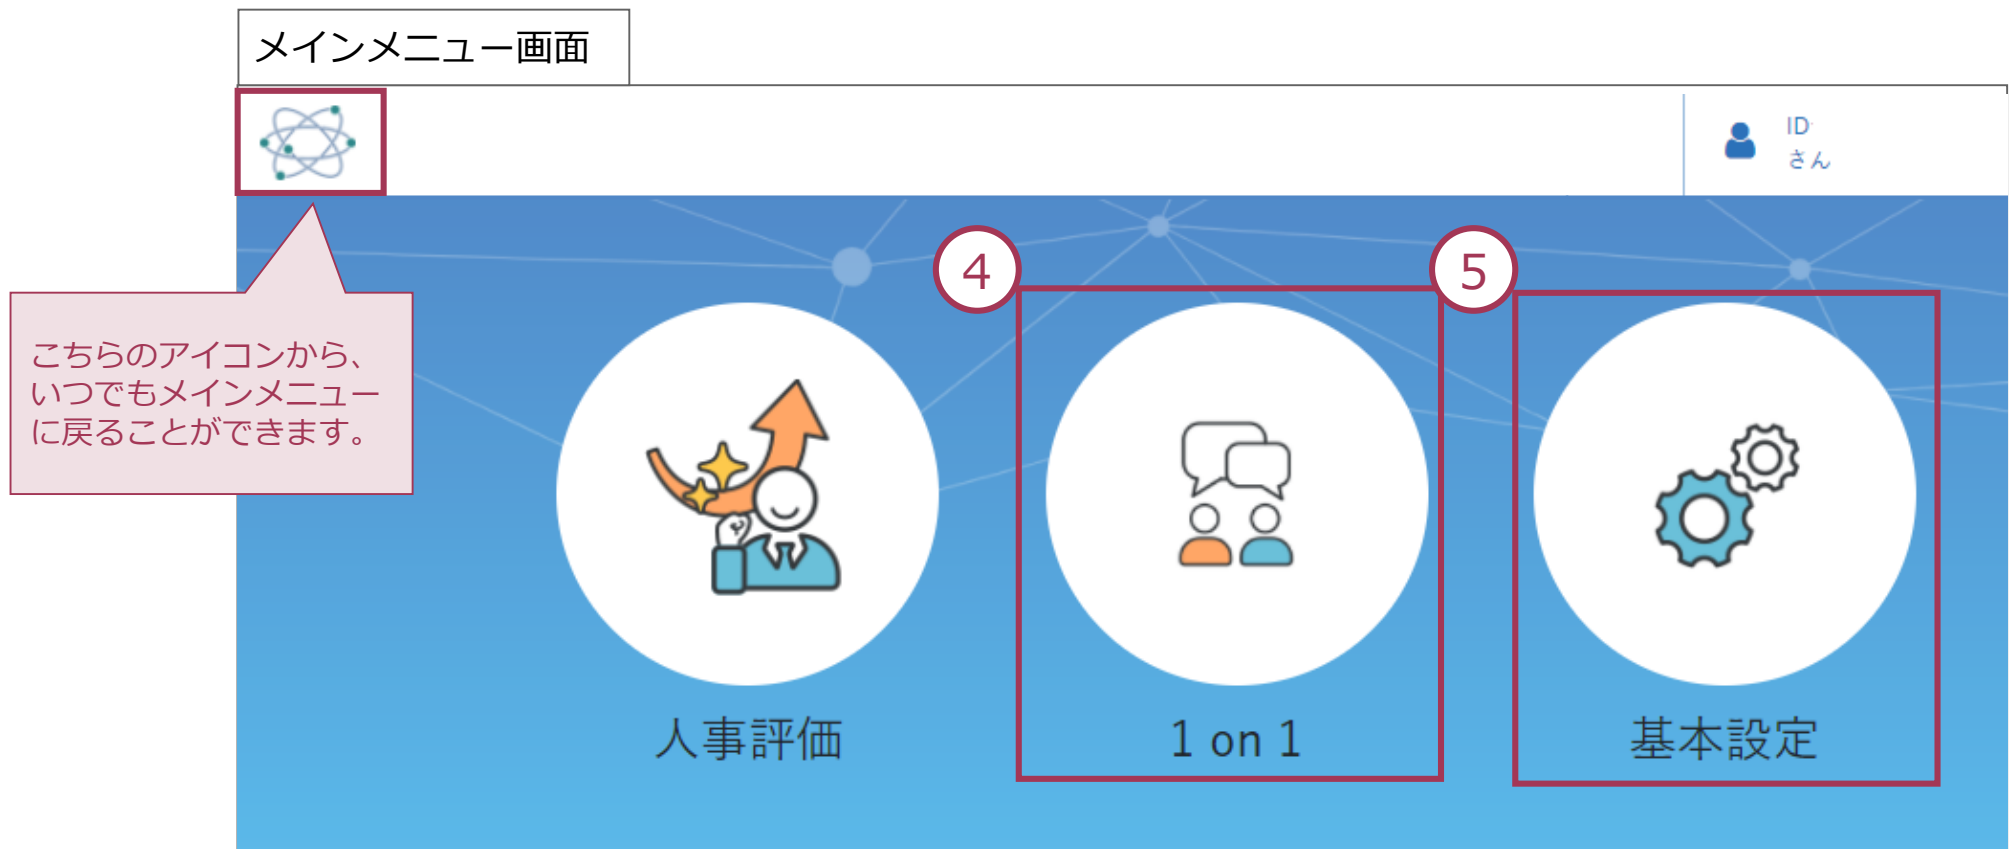 メインメニュー画面
ID
さん
④
⑤
こちらのアイコンから、
いつでもメインメニュー
に戻ることができます。
人事評価
1 on 1
基本設定